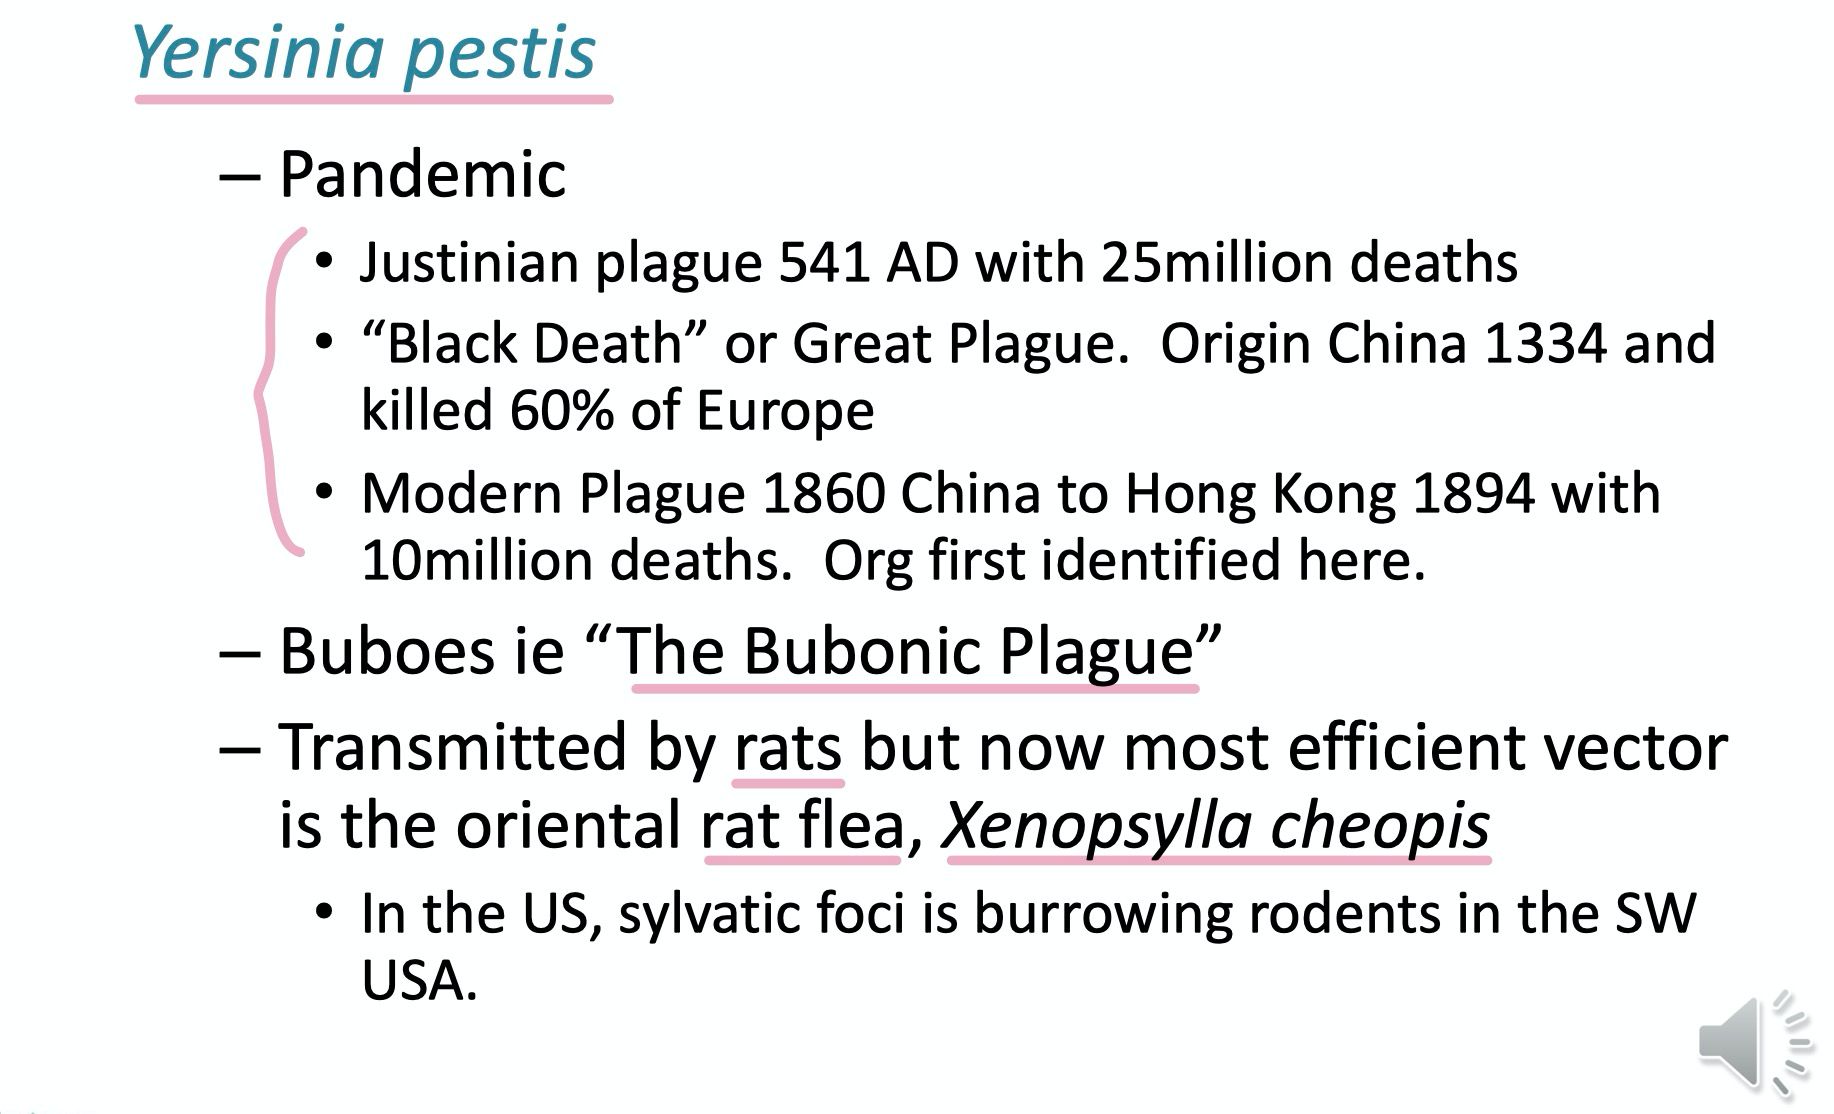 Yersinia pestis
– Pandemic
• Justinian plague 541 AD with 25million deaths
• “Black Death” or Great Plague.  Origin China 1334 and
killed 60% of Europe
• Modern Plague 1860 China to Hong Kong 1894 with
10million deaths.  Org first identified here.
– Buboes ie “The Bubonic Plague”
– Transmitted by rats but now most efficient vector
is the oriental rat flea, Xenopsylla cheopis
• In the US, sylvatic foci is burrowing rodents in the SW
USA.